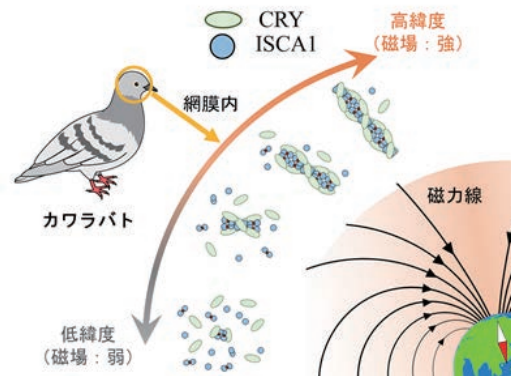 CRY
ISCA1
高緯度
（磁場：強）
網膜内
カワラバト
磁力線
低緯度
（磁場：弱）